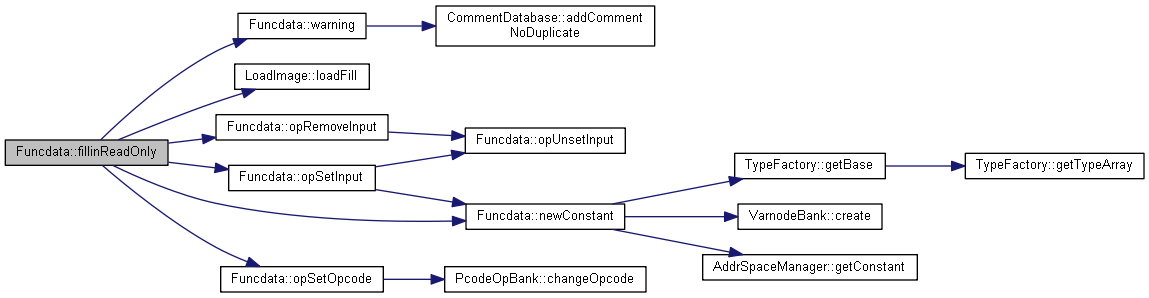 Funcdata::fillinReadOnly
Funcdata::warning
CommentDatabase::addComment
NoDuplicate
LoadImage::loadFill
Funcdata::opRemoveInput
Funcdata::opUnsetInput
Funcdata::opSetInput
Funcdata::newConstant
TypeFactory::getBase
TypeFactory::getTypeArray
VarnodeBank::create
AddrSpaceManager::getConstant
Funcdata::opSetOpcode
PcodeOpBank::changeOpcode